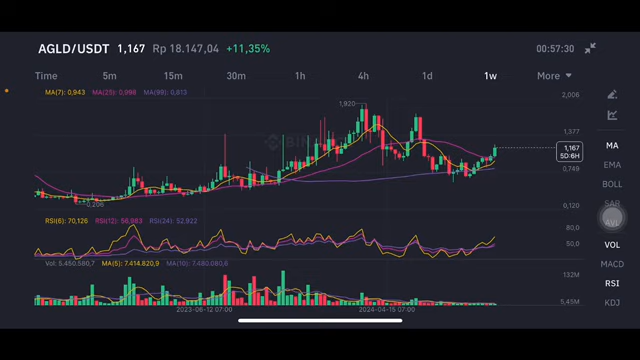 AGLD/USDT 1,167 Rp 18.147,04 +11,35% 00:57:30
Time 5m 15m 30m 1h 4h 1d 1w More
MA(7): 0,943 MA(25): 0,998 MA(99): 0,813
2,006
1,920
1,377
1,167
5D:6H
0,749
0,206
0,120
MA
EMA
BOLL
SAR
AVL
VOL
MACD
RSI
KDJ
RSI(6): 70,126 RSI(12): 56,983 RSI(24): 52,922
80,0
50,0
Vol: 5.450.580,7 MA(5): 7.414.820,9 MA(10): 7.480.080,6
132M
5,45M
2023-06-12 07:00 2024-04-15 07:00